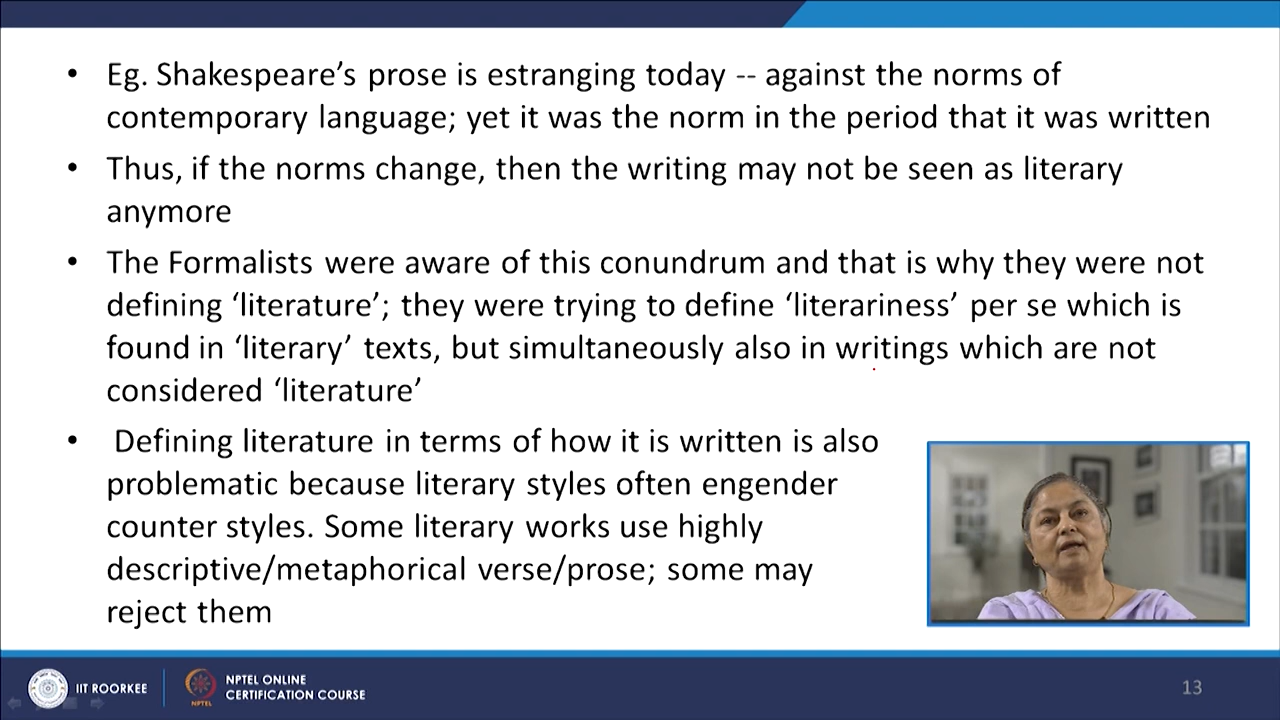 • Eg. Shakespeare’s prose is estranging today -- against the norms of
contemporary language; yet it was the norm in the period that it was written
• Thus, if the norms change, then the writing may not be seen as literary
anymore
• The Formalists were aware of this conundrum and that is why they were not
defining ‘literature’; they were trying to define ‘literariness’ per se which is
found in ‘literary’ texts, but simultaneously also in writings which are not
considered ‘literature’
• Defining literature in terms of how it is written is also
problematic because literary styles often engender
counter styles. Some literary works use highly
descriptive/metaphorical verse/prose; some may
reject them
IIT ROORKEE
NPTEL
NPTEL ONLINE
CERTIFICATION COURSE
13